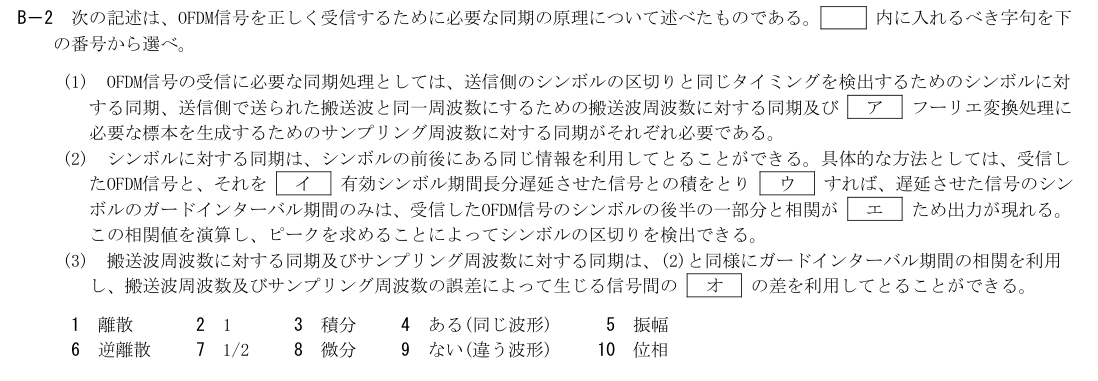 B－2 次の記述は、OFDM信号を正しく受信するために必要な同期の原理について述べたものである。 内に入れるべき字句を下
の番号から選べ。
(1) OFDM信号の受信に必要な同期処理としては、送信側のシンボルの区切りと同じタイミングを検出するためのシンボルに対
する同期、送信側で送られた搬送波と同一周波数にするための搬送波周波数に対する同期及び ア フーリエ変換処理に
必要な標本を生成するためのサンプリング周波数に対する同期がそれぞれ必要である。
(2) シンボルに対する同期は、シンボルの前後にある同じ情報を利用してとることができる。具体的な方法としては、受信し
たOFDM信号と、それを イ 有効シンボル期間長分遅延させた信号との積をとり ウ すれば、遅延させた信号のシン
ボルのガードインターバル期間のみは、受信したOFDM信号のシンボルの後半の一部分と相関が エ ため出力が現れる。
この相関値を演算し、ピークを求めることによってシンボルの区切りを検出できる。
(3) 搬送波周波数に対する同期及びサンプリング周波数に対する同期は、(2)と同様にガードインターバル期間の相関を利用
し、搬送波周波数及びサンプリング周波数の誤差によって生じる信号間の オ の差を利用してとることができる。
1 離散 2 1 3 積分 4 ある(同じ波形) 5 振幅
6 逆離散 7 1/2 8 微分 9 ない(違う波形) 10 位相